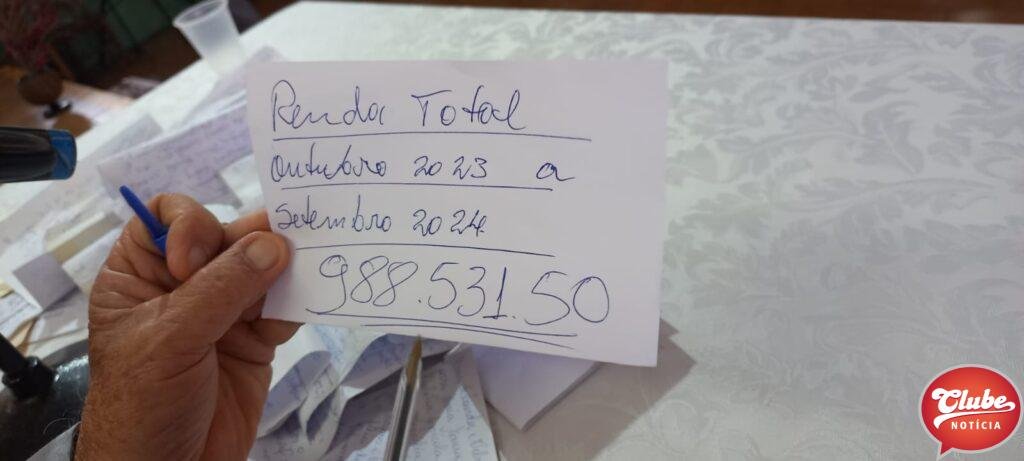 Renda Total
Outubro 2023 a
Setembro 2024
988.531.50
Clube
NOTÍCIA